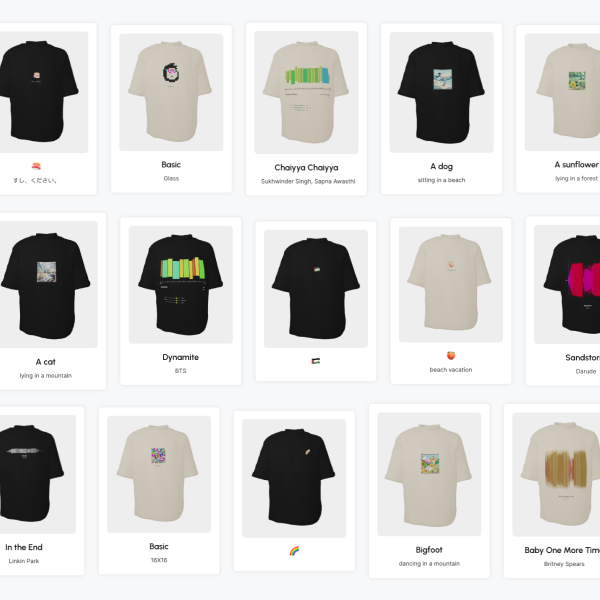 すし、ください。
Basic
Glass
Chaiyya Chaiyya
Sukhwinder Singh, Sapna Awasthi
A dog
sitting in a beach
A sunflower
lying in a forest
A cat
lying in a mountain
Dynamite
BTS
beach vacation
Sandstor
Darude
In the End
Linkin Park
Basic
16X16
Bigfoot
dancing in a mountain
Baby One More Tim
Britney Spears